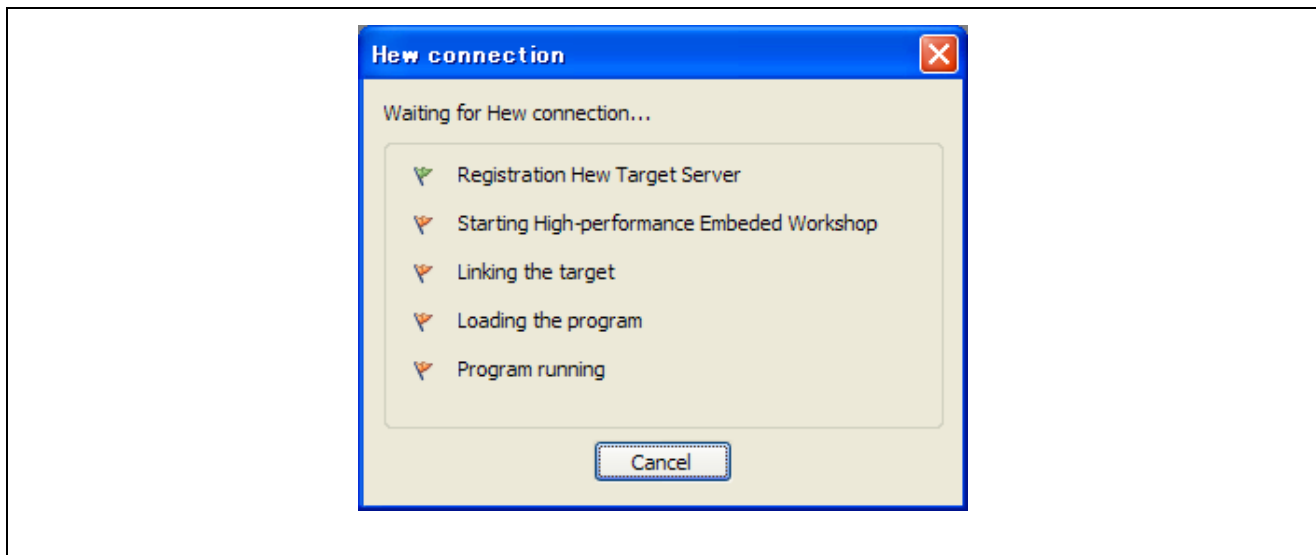 Hew connection
Waiting for Hew connection...
Registration Hew Target Server
Starting High-performance Embeded Workshop
Linking the target
Loading the program
Program running
Cancel